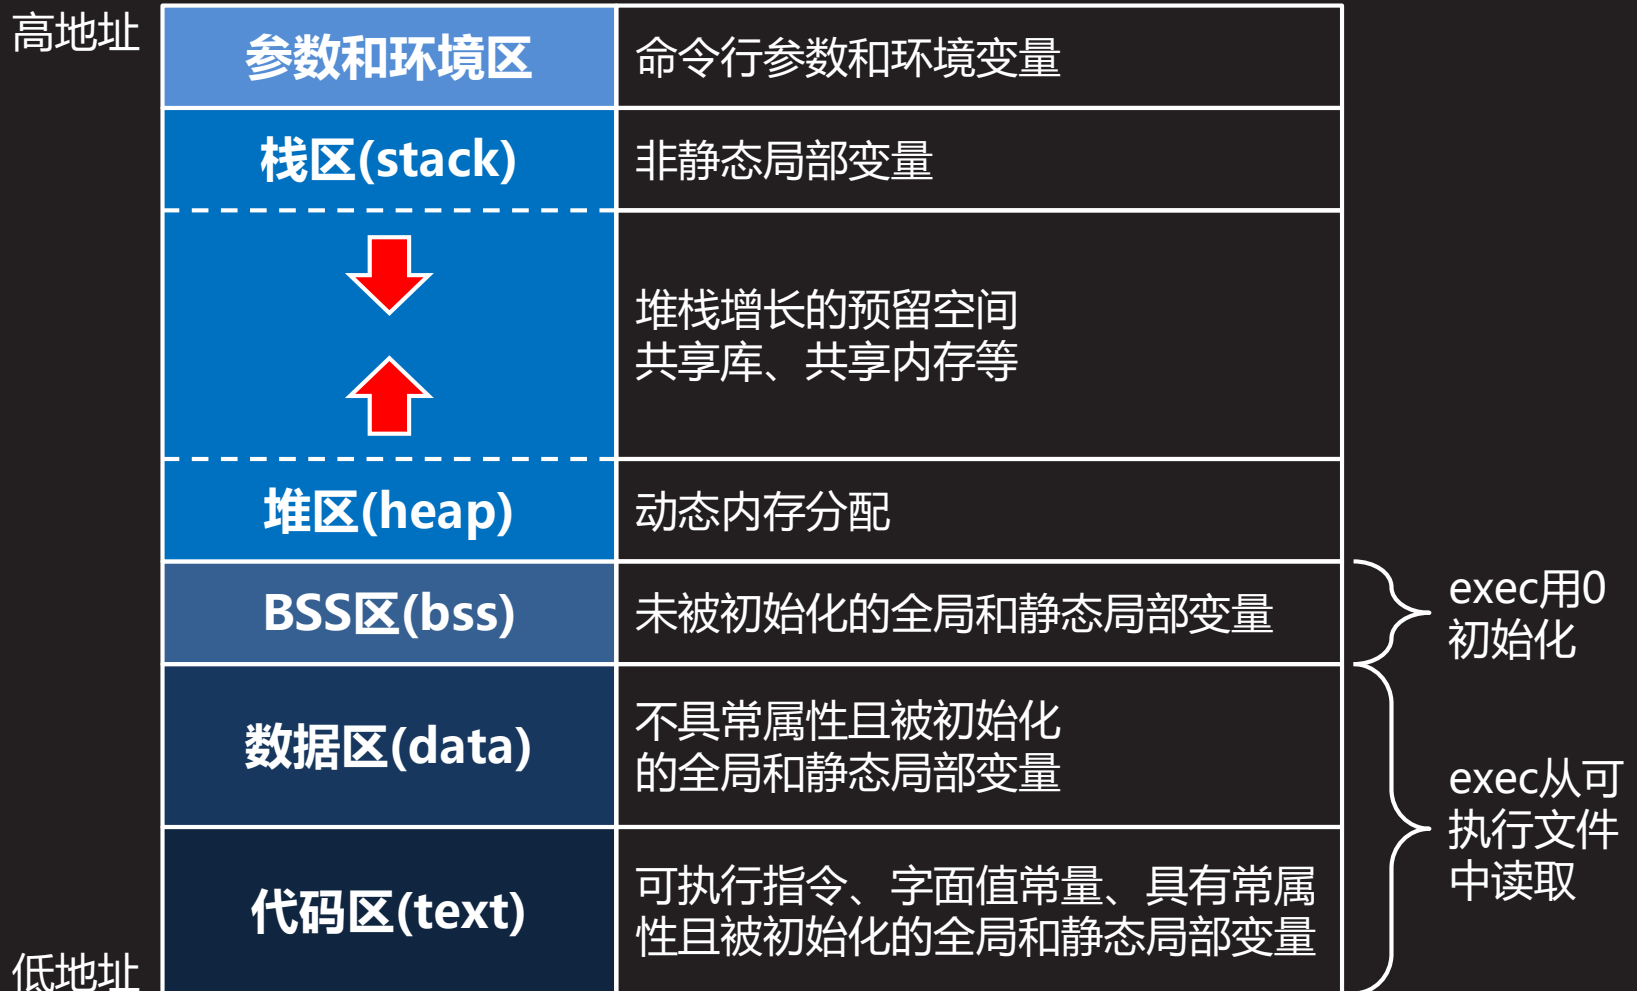 高地址
参数和环境区
命令行参数和环境变量
栈区(stack)
非静态局部变量
堆栈增长的预留空间
共享库、共享内存等
堆区(heap)
动态内存分配
BSS区(bss)
未被初始化的全局和静态局部变量
exec用0
初始化
数据区(data)
不具常属性且被初始化
的全局和静态局部变量
exec从可
执行文件
中读取
代码区(text)
可执行指令、字面值常量、具有常属
性且被初始化的全局和静态局部变量
低地址